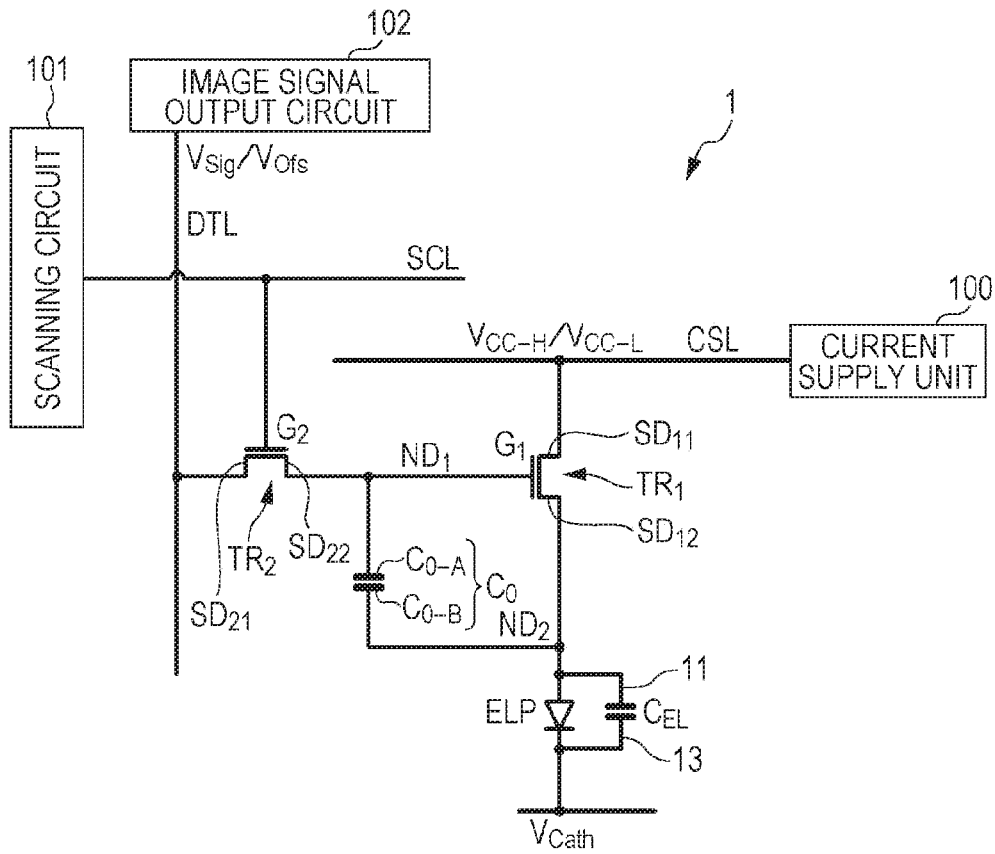 102
101
IMAGE SIGNAL
OUTPUT CIRCUIT
SCANNING CIRCUIT
1
VSig/VOfs
DTL
SCL
100
VCC-H/VCC-L
CSL
CURRENT
SUPPLY UNIT
G2
ND1
G1
SD11
TR1
SD12
TR2
SD22
SD21
C0-A
C0-B
C0
ND2
11
ELP
CEL
13
VCath